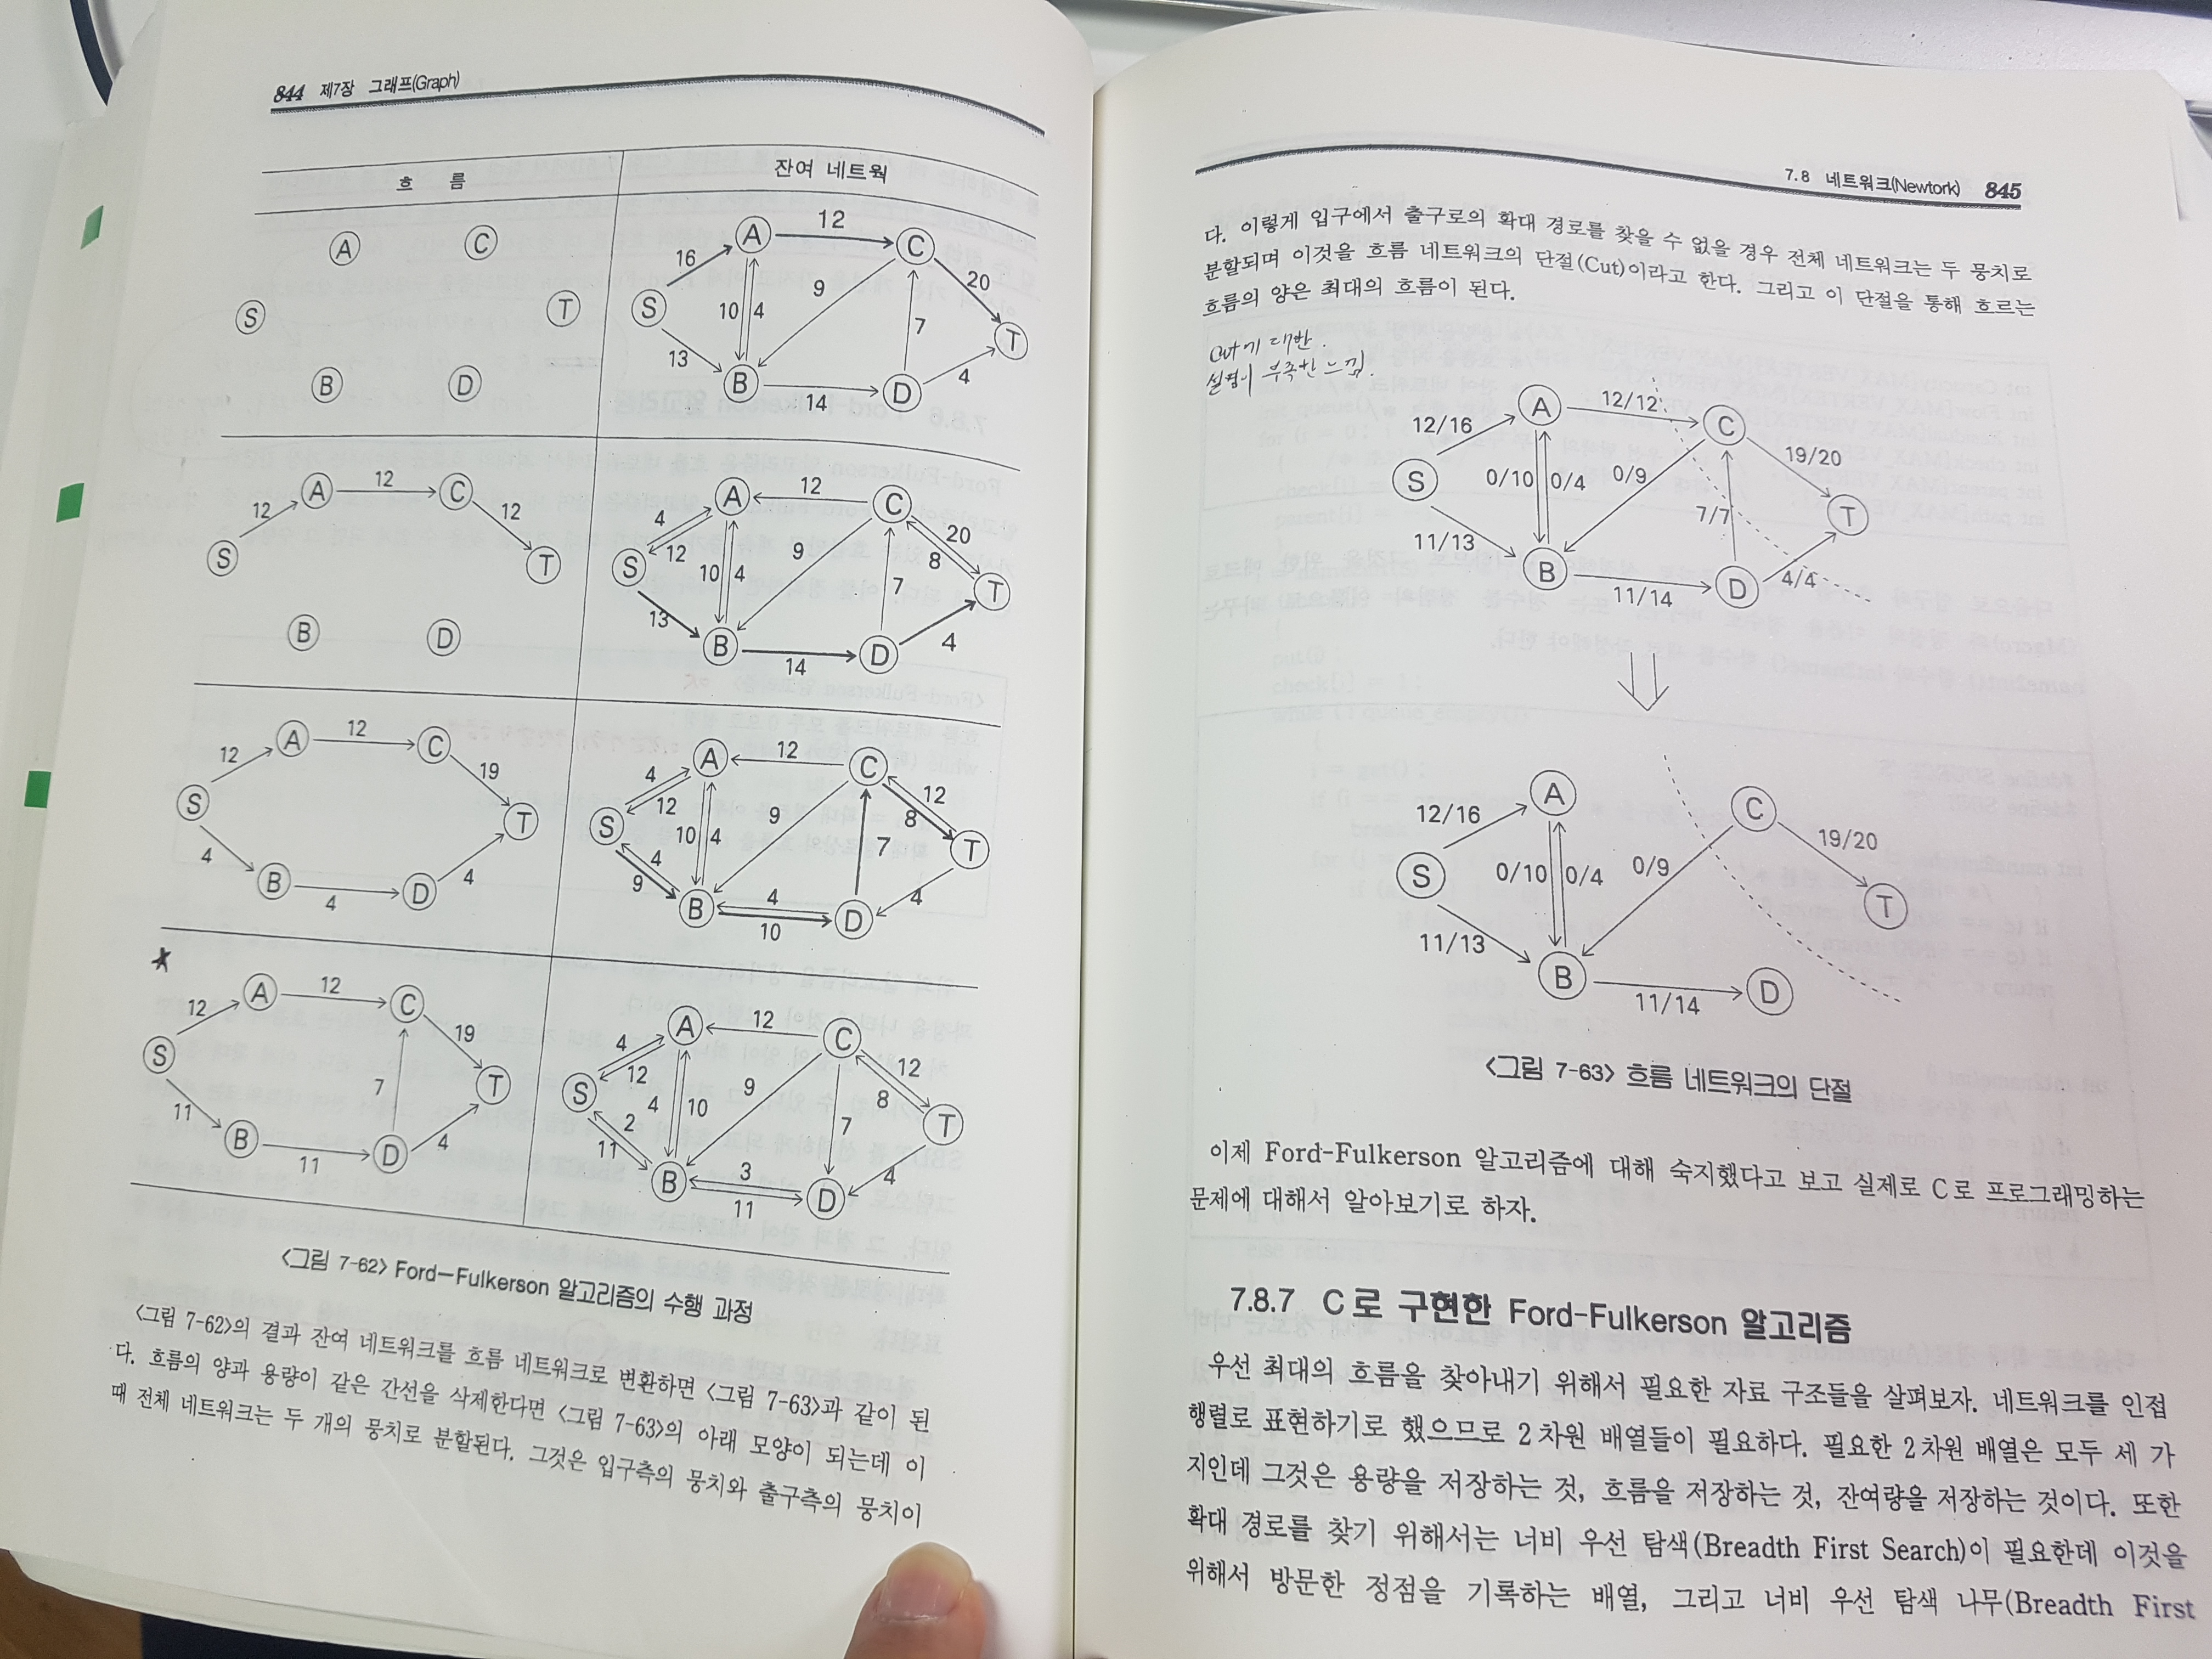 844 제7장 그래프(Graph)
흐 름
잔여 네트웍
A C S T B D
12
A C
16 20
10 4 9
S T
7
13 4
B D
14
12
A C
12 12
S T
B D
12
A C
4 20
12 8
10 4 9
S T
7
13 4
B D
14
12
A C
12 19
S T
4 4
B D
4
12
A C
4 12
12 8
10 4 9
S T
7
4 4
9
B 4 D
10
12
A C
12 19
S T
7
11 4
B D
11
12
A C
4 12
12 8
4 10 9
S T
2 7
11 4
B 3 D
11
<그림 7-62> Ford-Fulkerson 알고리즘의 수행 과정
<그림 7-62>의 결과 잔여 네트워크를 흐름 네트워크로 변환하면 <그림 7-63>과 같이 된
다. 흐름의 양과 용량이 같은 간선을 삭제한다면 <그림 7-63>의 아래 모양이 되는데 이
때 전체 네트워크는 두 개의 뭉치로 분할된다. 그것은 입구측의 뭉치와 출구측의 뭉치이
7.8 네트워크(Newtork) 845
다. 이렇게 입구에서 출구로의 확대 경로를 찾을 수 없을 경우 전체 네트워크는 두 뭉치로
분할되며 이것을 흐름 네트워크의 단절(Cut)이라고 한다. 그리고 이 단절을 통해 흐르는
흐름의 양은 최대의 흐름이 된다.
cut에 대한.
설명이 부족한 느낌.
A 12/12 C
12/16 19/20
S 0/10 0/4 0/9 T
7/7
11/13 4/4
B 11/14 D
A C
12/16 19/20
S 0/10 0/4 0/9 T
11/13
B 11/14 D
<그림 7-63> 흐름 네트워크의 단절
이제 Ford-Fulkerson 알고리즘에 대해 숙지했다고 보고 실제로 C로 프로그래밍하는
문제에 대해서 알아보기로 하자.
7.8.7 C로 구현한 Ford-Fulkerson 알고리즘
우선 최대의 흐름을 찾아내기 위해서 필요한 자료 구조들을 살펴보자. 네트워크를 인접
행렬로 표현하기로 했으므로 2차원 배열들이 필요하다. 필요한 2차원 배열은 모두 세 가
지인데 그것은 용량을 저장하는 것, 흐름을 저장하는 것, 잔여량을 저장하는 것이다. 또한
확대 경로를 찾기 위해서는 너비 우선 탐색(Breadth First Search)이 필요한데 이것을
위해서 방문한 정점을 기록하는 배열, 그리고 너비 우선 탐색 나무(Breadth First